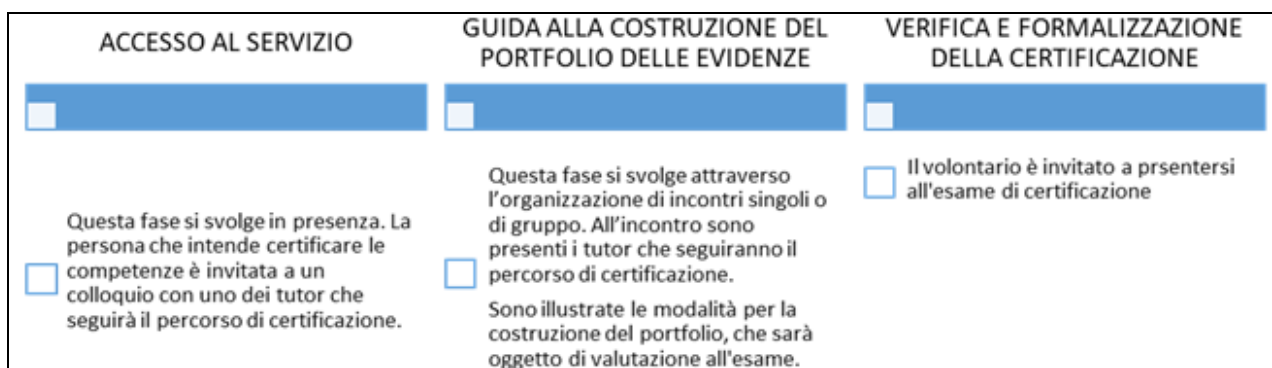 ACCESSO AL SERVIZIO
Questa fase si svolge in presenza. La
persona che intende certificare le
competenze è invitata a un
colloquio con uno dei tutor che
seguirà il percorso di certificazione.
GUIDA ALLA COSTRUZIONE DEL
PORTFOLIO DELLE EVIDENZE
Questa fase si svolge attraverso
l'organizzazione di incontri singoli o
di gruppo. All'incontro sono
presenti i tutor che seguiranno il
percorso di certificazione.
Sono illustrate le modalità per la
costruzione del portfolio, che sarà
oggetto di valutazione all'esame.
VERIFICA E FORMALIZZAZIONE
DELLA CERTIFICAZIONE
Il volontario è invitato a prsentersi
all'esame di certificazione